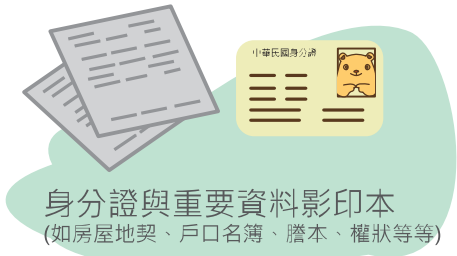 中華民國身分證
身分證與重要資料影印本
(如房屋地契、戶口名簿、謄本、權狀等等)